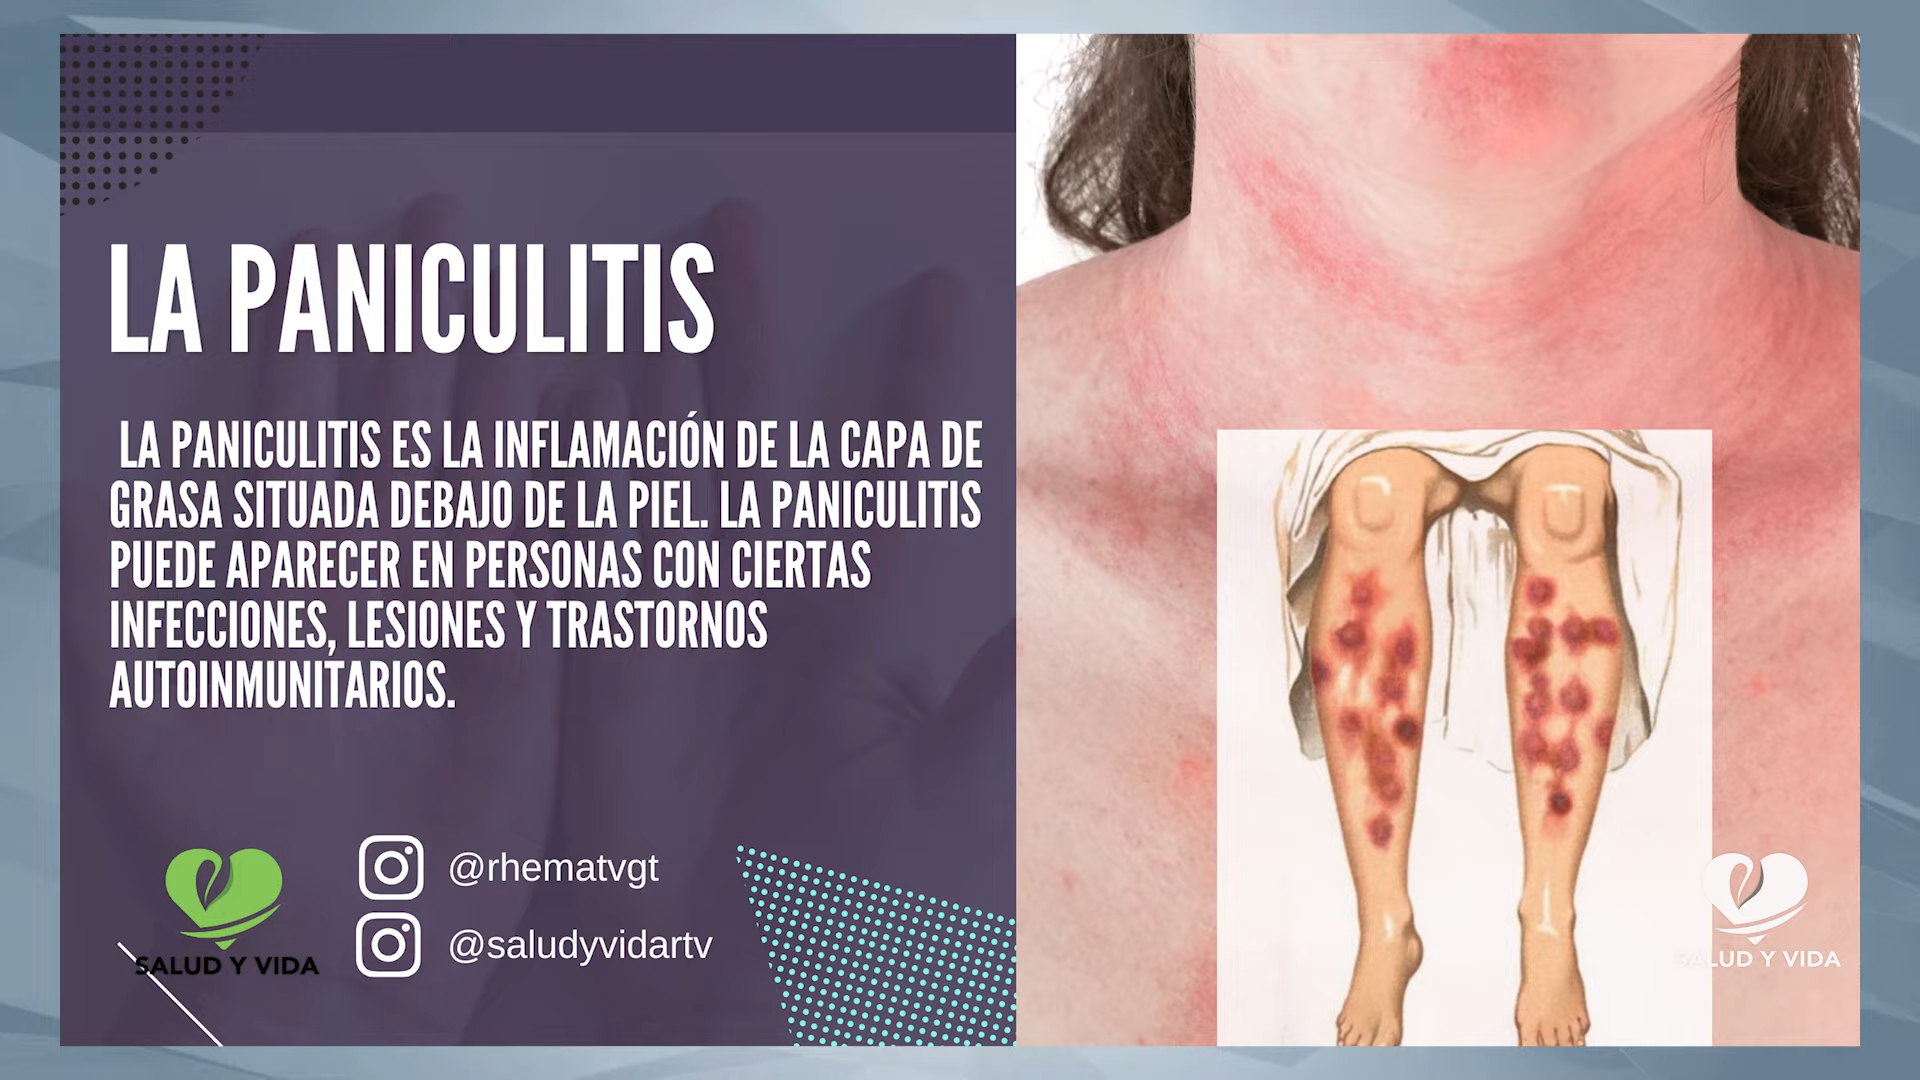 LA PANICULITIS
LA PANICULITIS ES LA INFLAMACIÓN DE LA CAPA DE
GRASA SITUADA DEBAJO DE LA PIEL. LA PANICULITIS
PUEDE APARECER EN PERSONAS CON CIERTAS
INFECCIONES, LESIONES Y TRASTORNOS
AUTOINMUNITARIOS.
@rhematvgt
@saludyvidartv
SALUD Y VIDA
SALUD Y VIDA